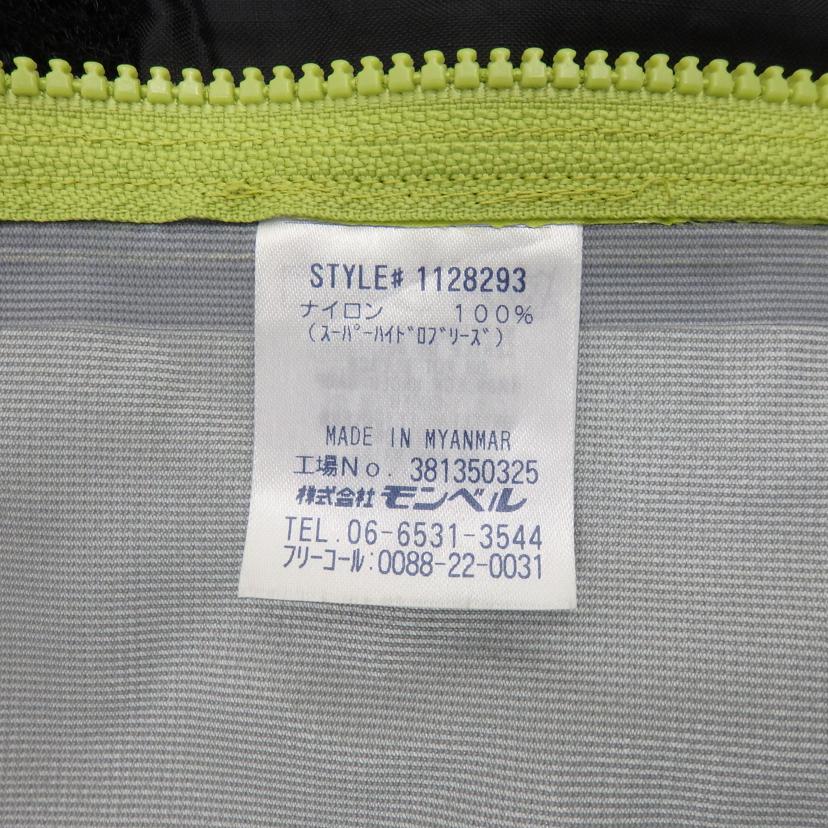 STYLE# 1128293
ナイロン 100%
(スーパーハイドロブリーズ)
MADE IN MYANMAR
工場No. 381350325
株式会社 モンベル
TEL. 06-6531-3544
フリーコール:0088-22-0031